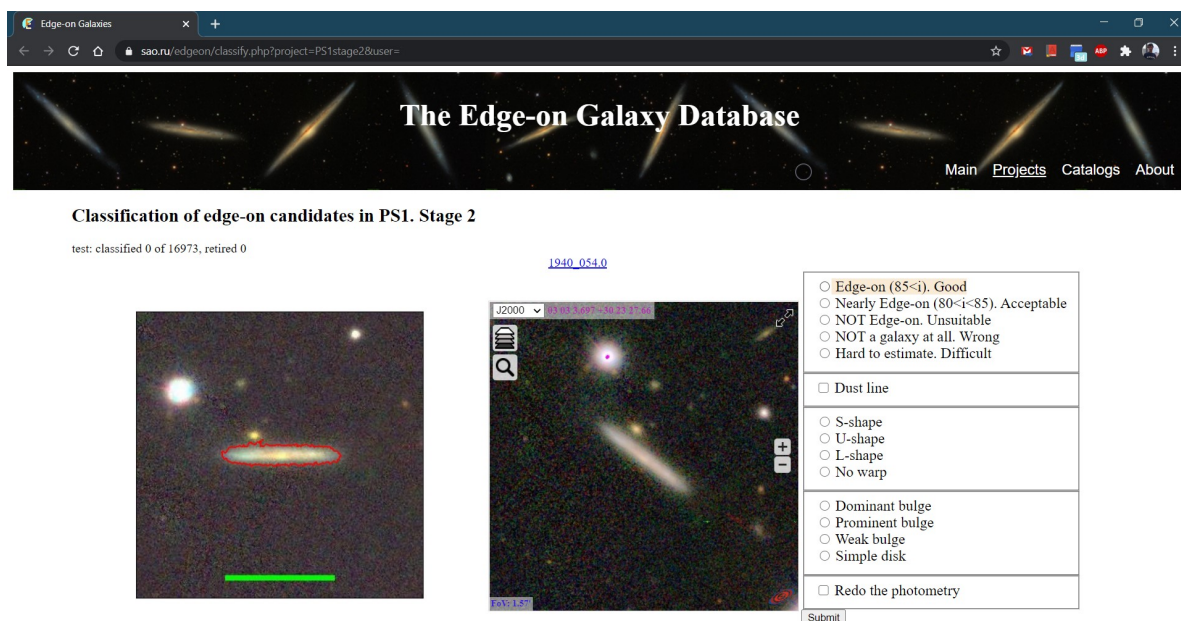 Edge-on Galaxies
sao.ru/edgeon/classify.php?project=PS1stage2&user=
ABP
The Edge-on Galaxy Database
Main Projects Catalogs About
Classification of edge-on candidates in PS1. Stage 2
test: classified 0 of 16973, retired 0
1940_054.0
J2000
FoV: 1.57'
Edge-on (85<i). Good
Nearly Edge-on (80<i<85). Acceptable
NOT Edge-on. Unsuitable
NOT a galaxy at all. Wrong
Hard to estimate. Difficult
Dust line
S-shape
U-shape
L-shape
No warp
Dominant bulge
Prominent bulge
Weak bulge
Simple disk
Redo the photometry
Submit